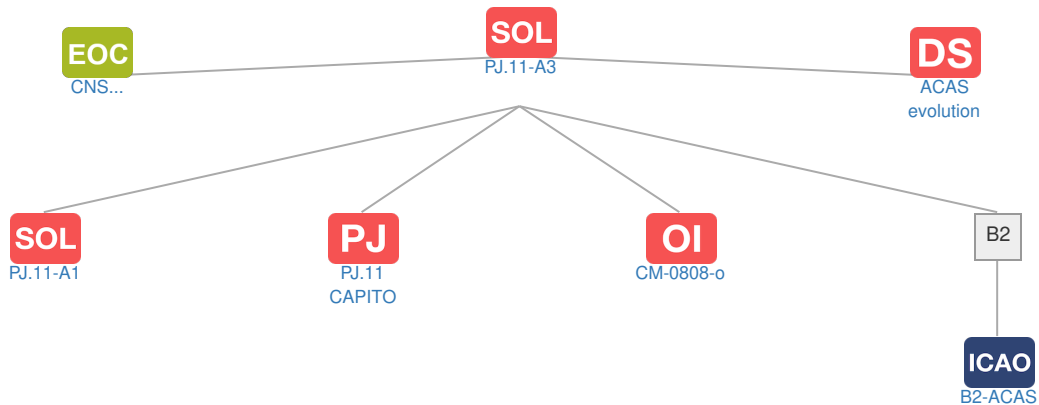 SOL
PJ.11-A3
EOC
CNS...
DS
ACAS
evolution
SOL
PJ.11-A1
PJ
PJ.11
CAPITO
OI
CM-0808-o
B2
ICAO
B2-ACAS